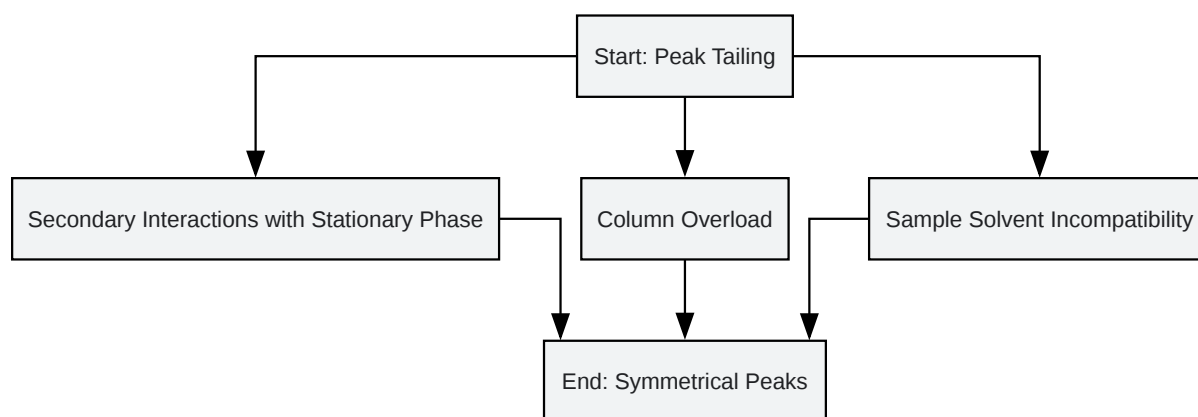 Start: Peak Tailing
Secondary Interactions with Stationary Phase
Column Overload
Sample Solvent Incompatibility
End: Symmetrical Peaks